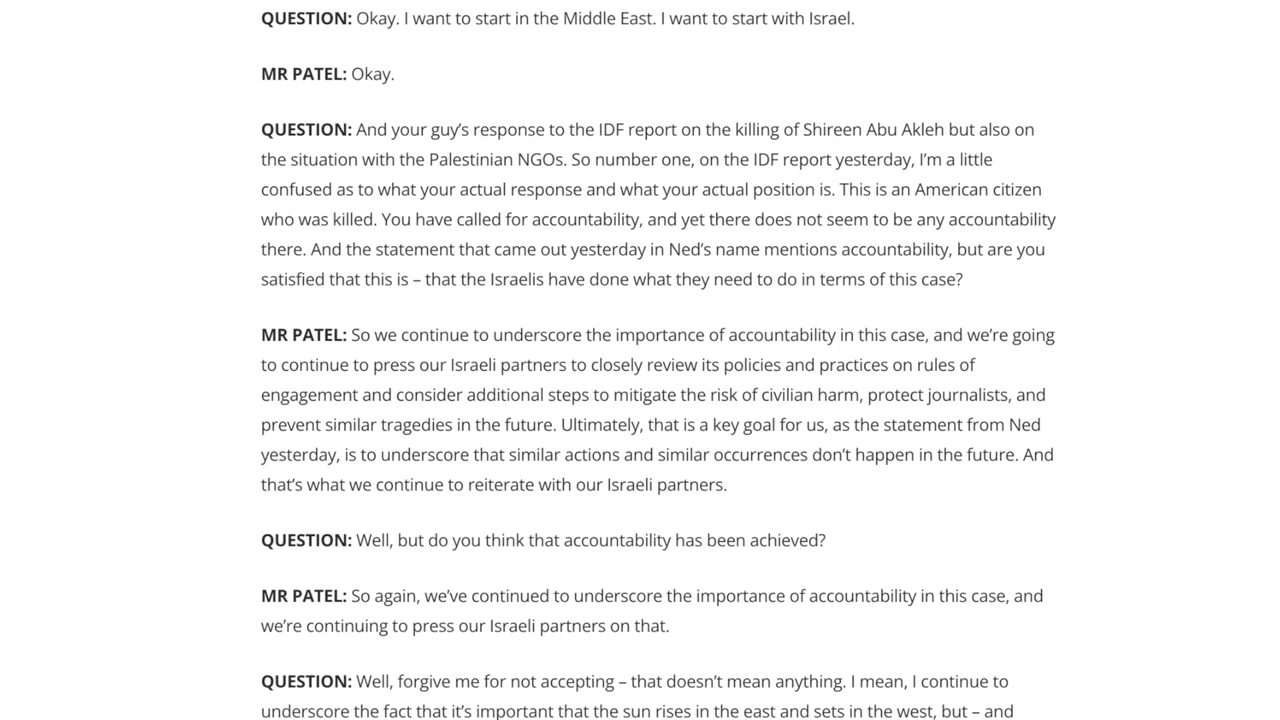 QUESTION: Okay. I want to start in the Middle East. I want to start with Israel.
MR PATEL: Okay.
QUESTION: And your guy’s response to the IDF report on the killing of Shireen Abu Akleh but also on
the situation with the Palestinian NGOs. So number one, on the IDF report yesterday, I’m a little
confused as to what your actual response and what your actual position is. This is an American citizen
who was killed. You have called for accountability, and yet there does not seem to be any accountability
there. And the statement that came out yesterday in Ned’s name mentions accountability, but are you
satisfied that this is – that the Israelis have done what they need to do in terms of this case?
MR PATEL: So we continue to underscore the importance of accountability in this case, and we’re going
to continue to press our Israeli partners to closely review its policies and practices on rules of
engagement and consider additional steps to mitigate the risk of civilian harm, protect journalists, and
prevent similar tragedies in the future. Ultimately, that is a key goal for us, as the statement from Ned
yesterday, is to underscore that similar actions and similar occurrences don’t happen in the future. And
that’s what we continue to reiterate with our Israeli partners.
QUESTION: Well, but do you think that accountability has been achieved?
MR PATEL: So again, we’ve continued to underscore the importance of accountability in this case, and
we’re continuing to press our Israeli partners on that.
QUESTION: Well, forgive me for not accepting – that doesn’t mean anything. I mean, I continue to
underscore the fact that it’s important that the sun rises in the east and sets in the west, but – and